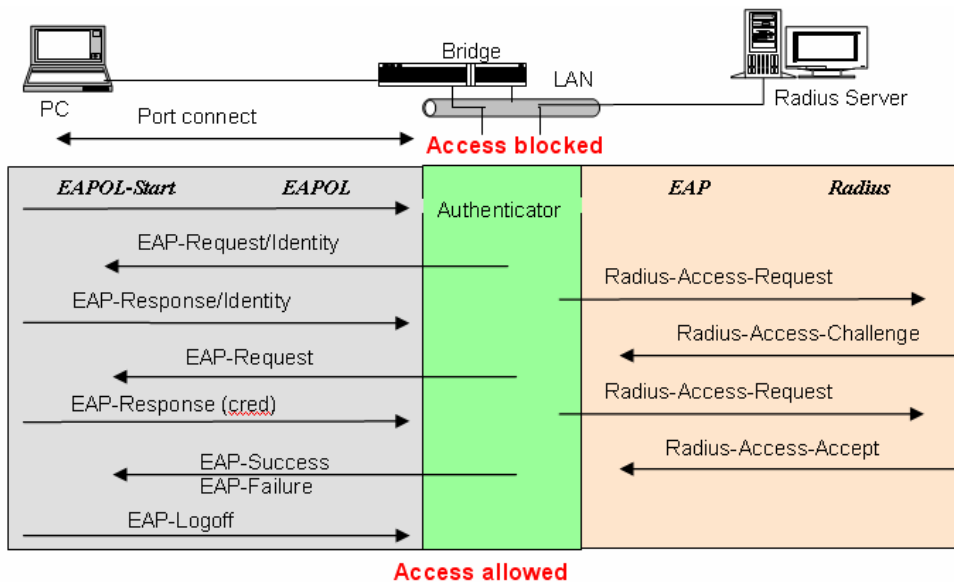 Bridge
LAN
PC
Radius Server
Port connect
Access blocked
EAPOL-Start EAPOL
Authenticator
EAP Radius
EAP-Request/Identity
Radius-Access-Request
EAP-Response/Identity
Radius-Access-Challenge
EAP-Request
Radius-Access-Request
EAP-Response (cred)
Radius-Access-Accept
EAP-Success
EAP-Failure
EAP-Logoff
Access allowed